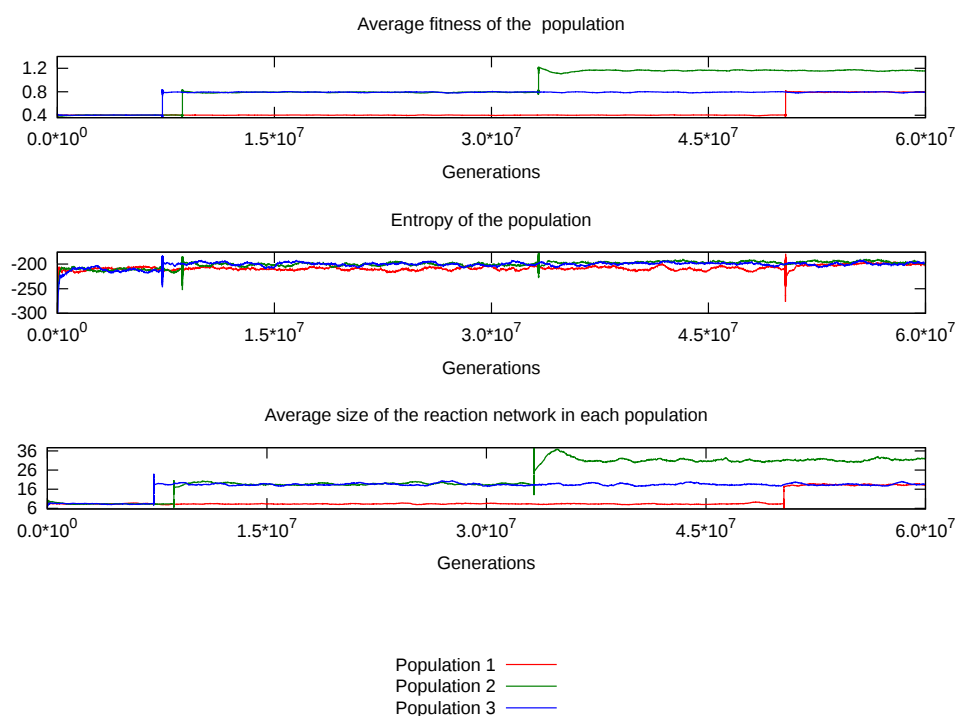 Average fitness of the  population
1.2
0.8
0.4
0.0*10^0 1.5*10^7 3.0*10^7 4.5*10^7 6.0*10^7
Generations
Entropy of the population
-200
-250
-300
0.0*10^0 1.5*10^7 3.0*10^7 4.5*10^7 6.0*10^7
Generations
Average size of the reaction network in each population
36
26
16
6
0.0*10^0 1.5*10^7 3.0*10^7 4.5*10^7 6.0*10^7
Generations
Population 1
Population 2
Population 3